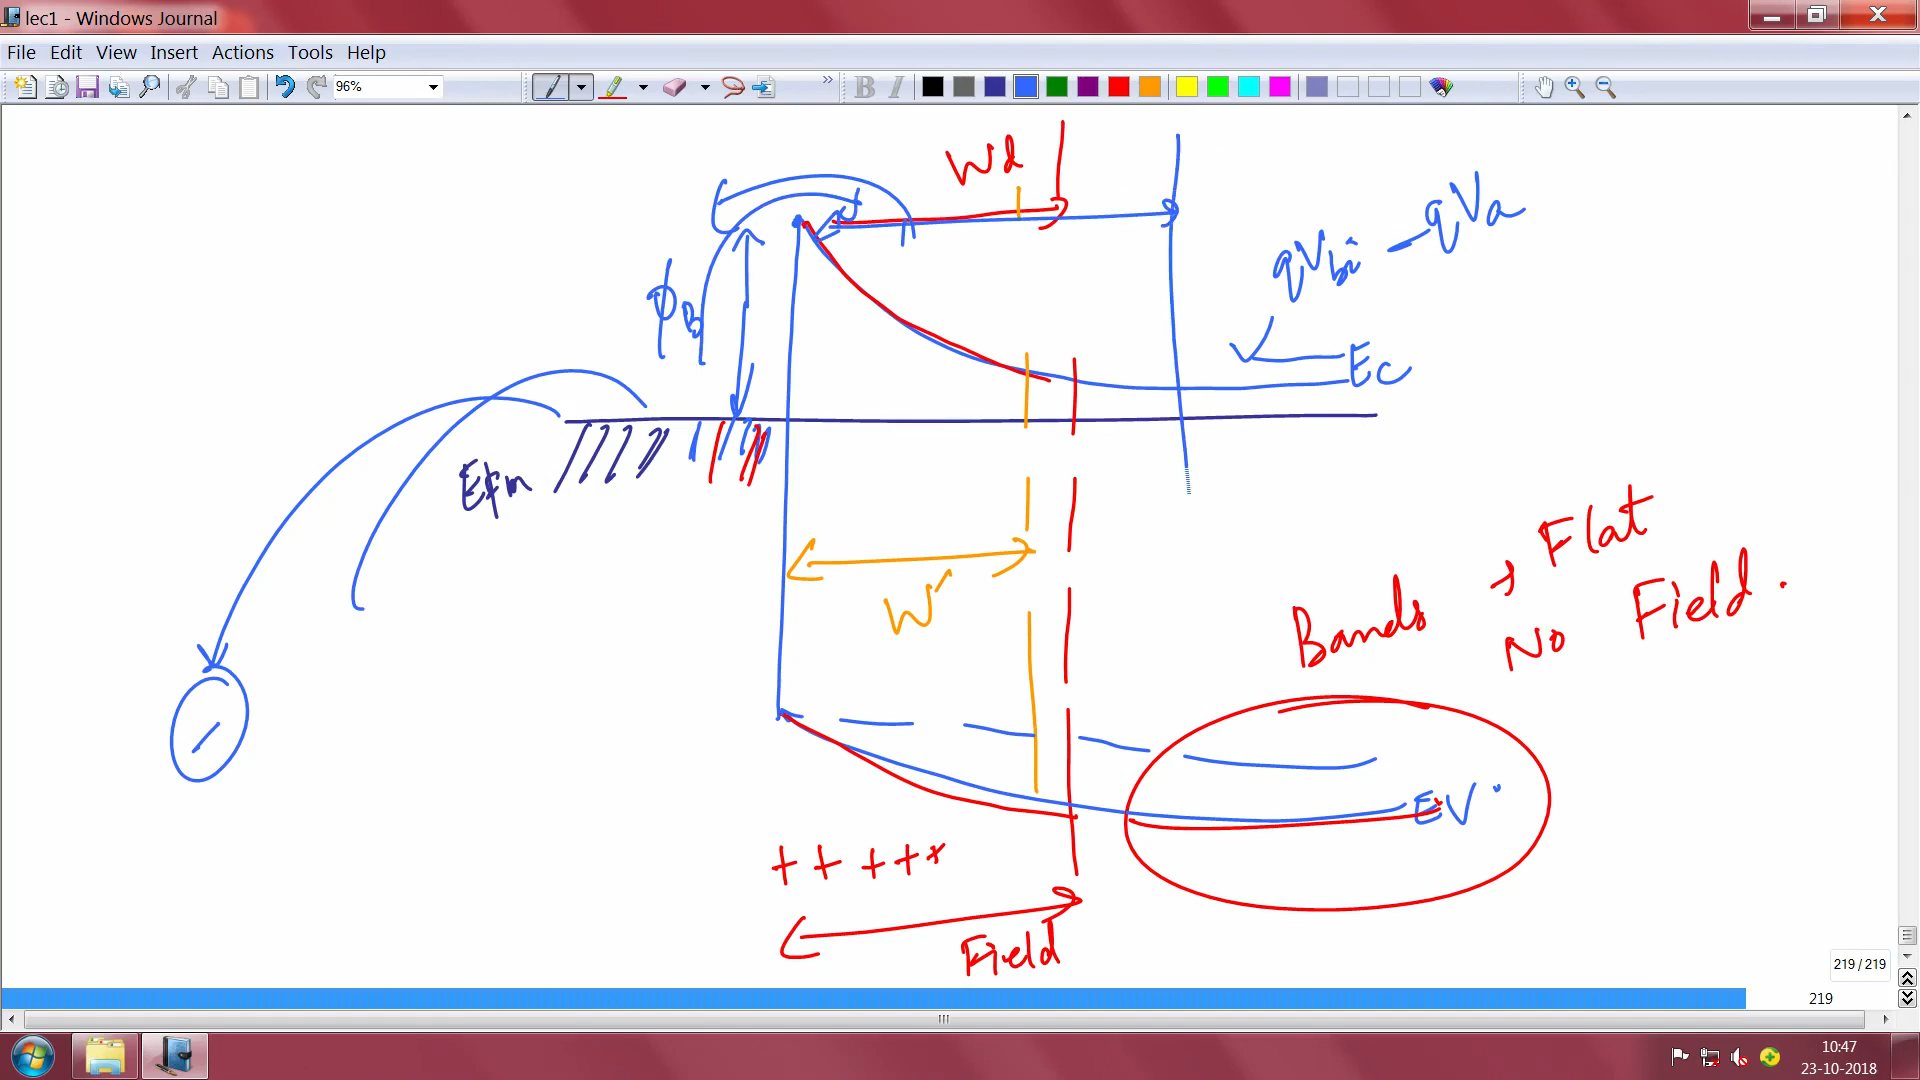 lec1 - Windows Journal
File Edit View Insert Actions Tools Help
96%
B I
Wd
qVbi - qVa
ϕB
Ec
Efm
W'
Bands → Flat
No Field.
EV
+ + + + +
Field
219 / 219
219
10:47
23-10-2018